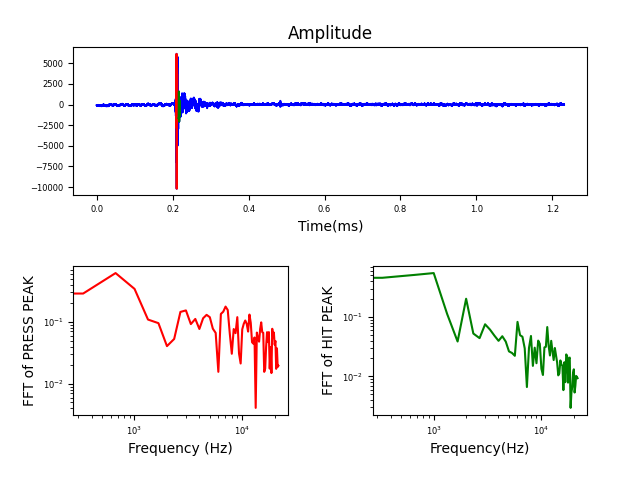 Amplitude
5000
2500
0
−2500
−5000
−7500
−10000
0.0 0.2 0.4 0.6 0.8 1.0 1.2
Time(ms)
FFT of PRESS PEAK
10⁻¹
10⁻²
10³ 10⁴
Frequency (Hz)
FFT of HIT PEAK
10⁻¹
10⁻²
10³ 10⁴
Frequency(Hz)